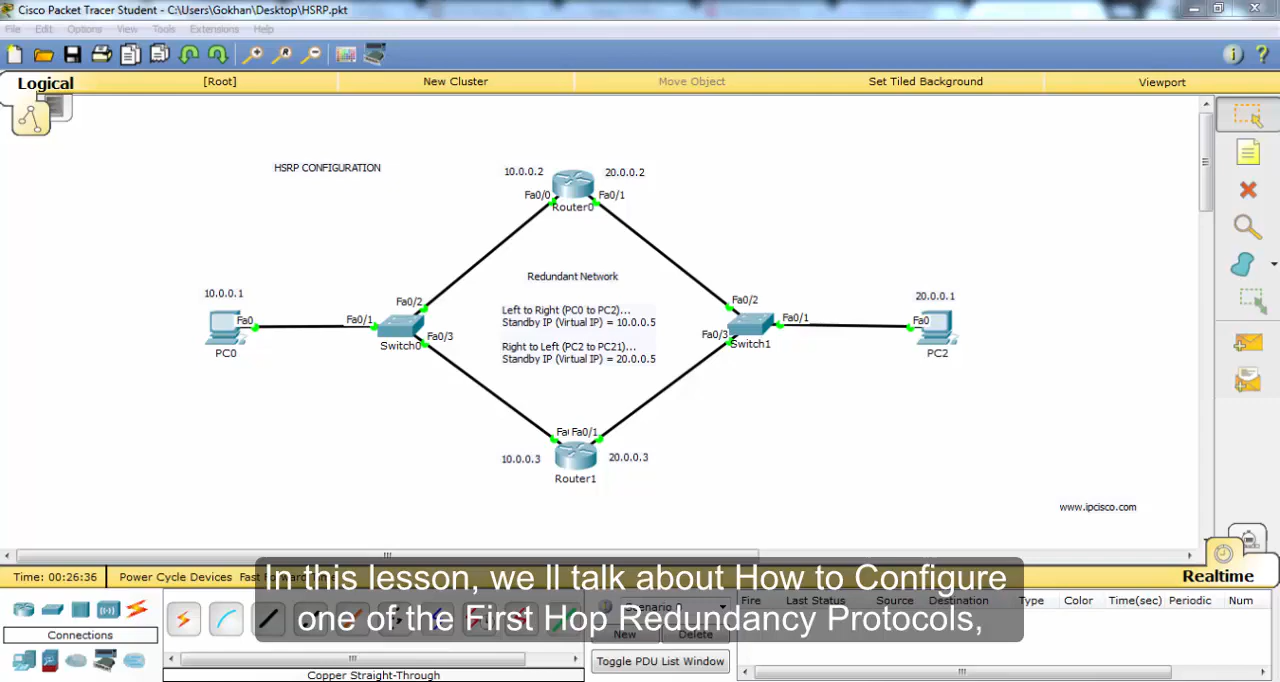 Cisco Packet Tracer Student - C:\Users\Gokhan\Desktop\HSRP.pkt
File Edit Options View Tools Extensions Help
Logical [Root] New Cluster Move Object Set Tiled Background Viewport
HSRP CONFIGURATION
10.0.0.2 20.0.0.2
Fa0/0 Fa0/1
Router0
Redundant Network
Left to Right (PC0 to PC2)...
Standby IP (Virtual IP) = 10.0.0.5
Right to Left (PC2 to PC21)...
Standby IP (Virtual IP) = 20.0.0.5
10.0.0.1
Fa0
PC0
Fa0/1
Fa0/2
Fa0/3
Switch0
Fa0/2
Fa0/1
Fa0/3
Switch1
20.0.0.1
Fa0
PC2
Fa0/1
10.0.0.3 20.0.0.3
Router1
www.ipcisco.com
Time: 00:26:36 Power Cycle Devices Fast
Realtime
In this lesson, we ll talk about How to Configure
one of the First Hop Redundancy Protocols,
Connections
Copper Straight-Through
Scenario 0
New Delete
Toggle PDU List Window
Fire Last Status Source Destination Type Color Time(sec) Periodic Num